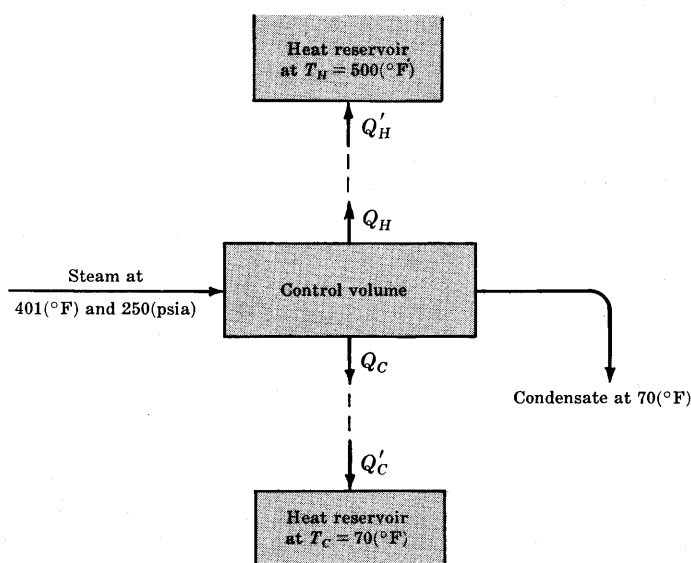 Heat reservoir
at T_H = 500(°F)
Q'_H
Q_H
Steam at
401(°F) and 250(psia)
Control volume
Q_C
Condensate at 70(°F)
Q'_C
Heat reservoir
at T_C = 70(°F)